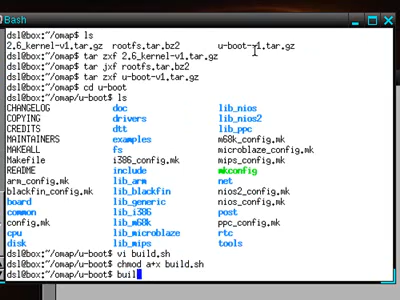 Bash
dsl@box:~/omap$ ls
2.6_kernel-v1.tar.gz rootfs.tar.bz2 u-boot-v1.tar.gz
dsl@box:~/omap$ tar zxf 2.6_kernel-v1.tar.gz
dsl@box:~/omap$ tar jxf rootfs.tar.bz2
dsl@box:~/omap$ tar zxf u-boot-v1.tar.gz
dsl@box:~/omap$ cd u-boot
dsl@box:~/omap/u-boot$ ls
CHANGELOG doc lib_nios
COPYING drivers lib_nios2
CREDITS dtt lib_ppc
MAINTAINERS examples m68k_config.mk
MAKEALL fs microblaze_config.mk
Makefile i386_config.mk mips_config.mk
README include mkconfig
arm_config.mk lib_arm net
blackfin_config.mk lib_blackfin nios2_config.mk
board lib_generic nios_config.mk
common lib_i386 post
config.mk lib_m68k ppc_config.mk
cpu lib_microblaze rtc
disk lib_mips tools
dsl@box:~/omap/u-boot$ vi build.sh
dsl@box:~/omap/u-boot$ chmod a+x build.sh
dsl@box:~/omap/u-boot$ buil